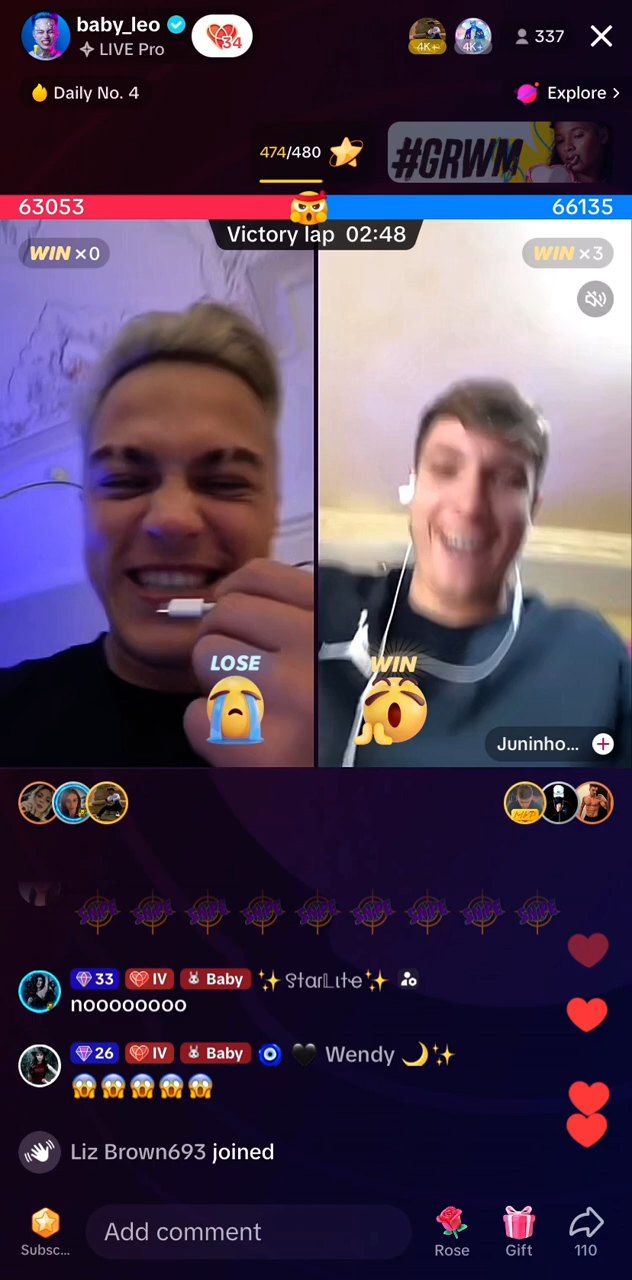 baby_leo
LIVE Pro
34
4K+
4K+
337
Daily No. 4
Explore >
474/480
#GRWM
63053
66135
Victory lap 02:48
WIN ×0
WIN ×3
LOSE
WIN
Juninho...
33 IV Baby ✨StarLite✨
noooooooo
26 IV Baby 🧿 🖤 Wendy 🌙✨
😱😱😱😱😱
Liz Brown693 joined
Subsc...
Add comment
Rose
Gift
110